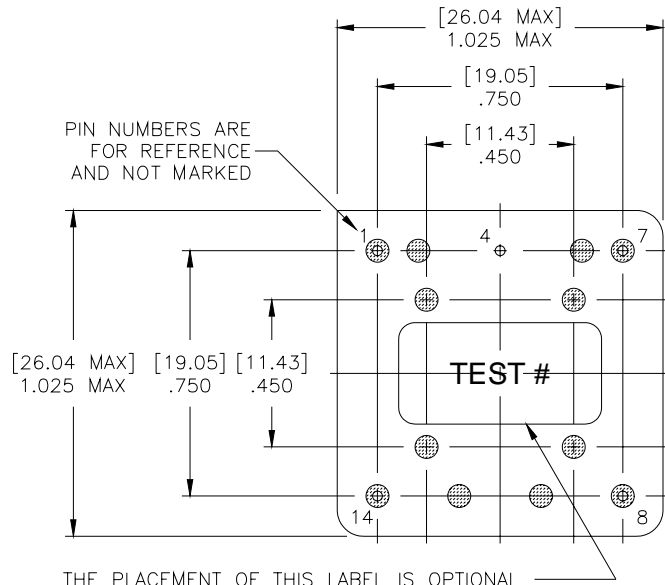 [26.04 MAX]
1.025 MAX
[19.05]
.750
[11.43]
.450
PIN NUMBERS ARE
FOR REFERENCE
AND NOT MARKED
1
4
7
[26.04 MAX] [19.05] [11.43]
1.025 MAX .750 .450
TEST #
14
8
THE PLACEMENT OF THIS LABEL IS OPTIONAL